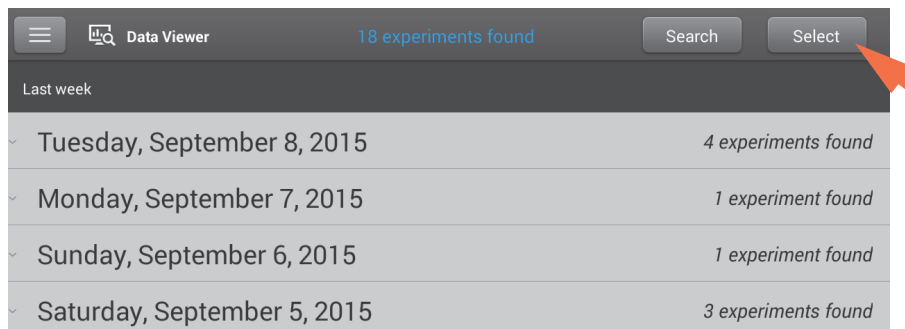 Data Viewer 18 experiments found Search Select
Last week
Tuesday, September 8, 2015 4 experiments found
Monday, September 7, 2015 1 experiment found
Sunday, September 6, 2015 1 experiment found
Saturday, September 5, 2015 3 experiments found